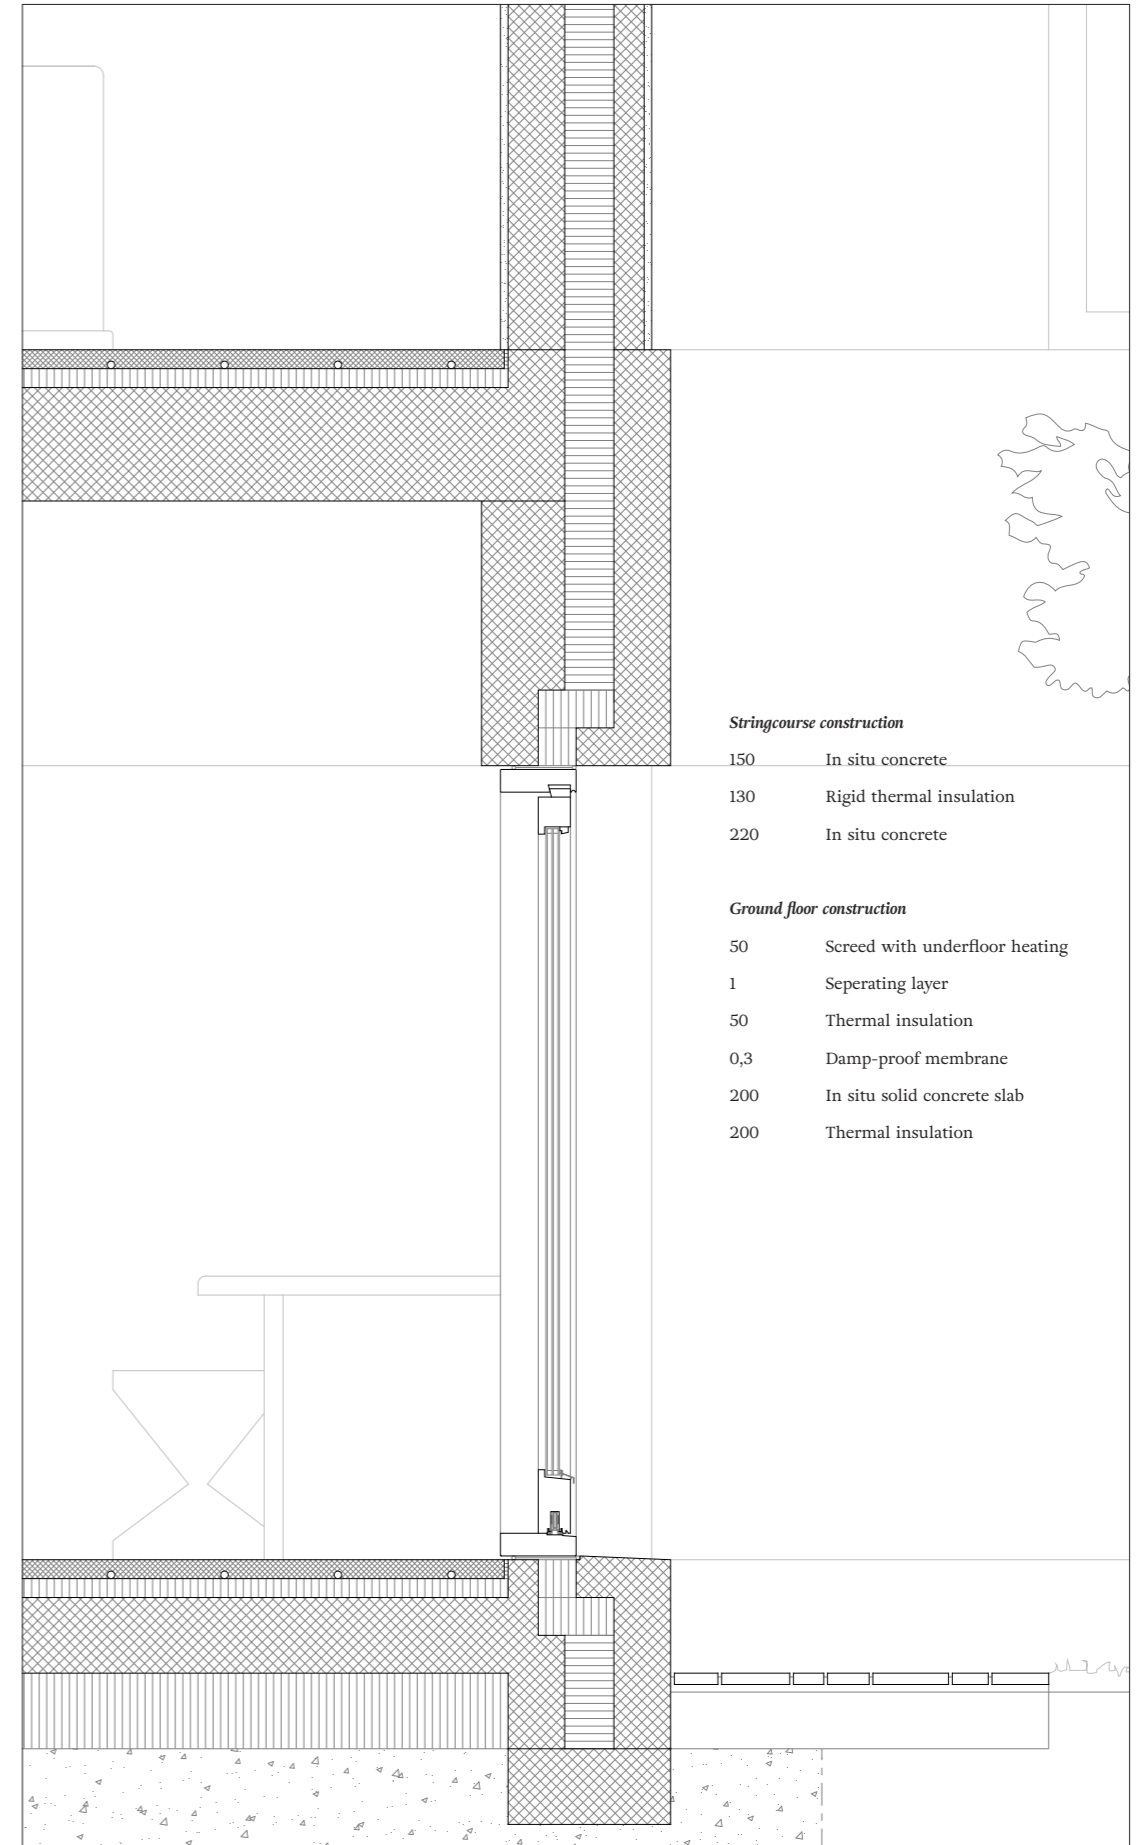 Stringcourse construction
150 In situ concrete
130 Rigid thermal insulation
220 In situ concrete
Ground floor construction
50 Screed with underfloor heating
1 Seperating layer
50 Thermal insulation
0,3 Damp-proof membrane
200 In situ solid concrete slab
200 Thermal insulation